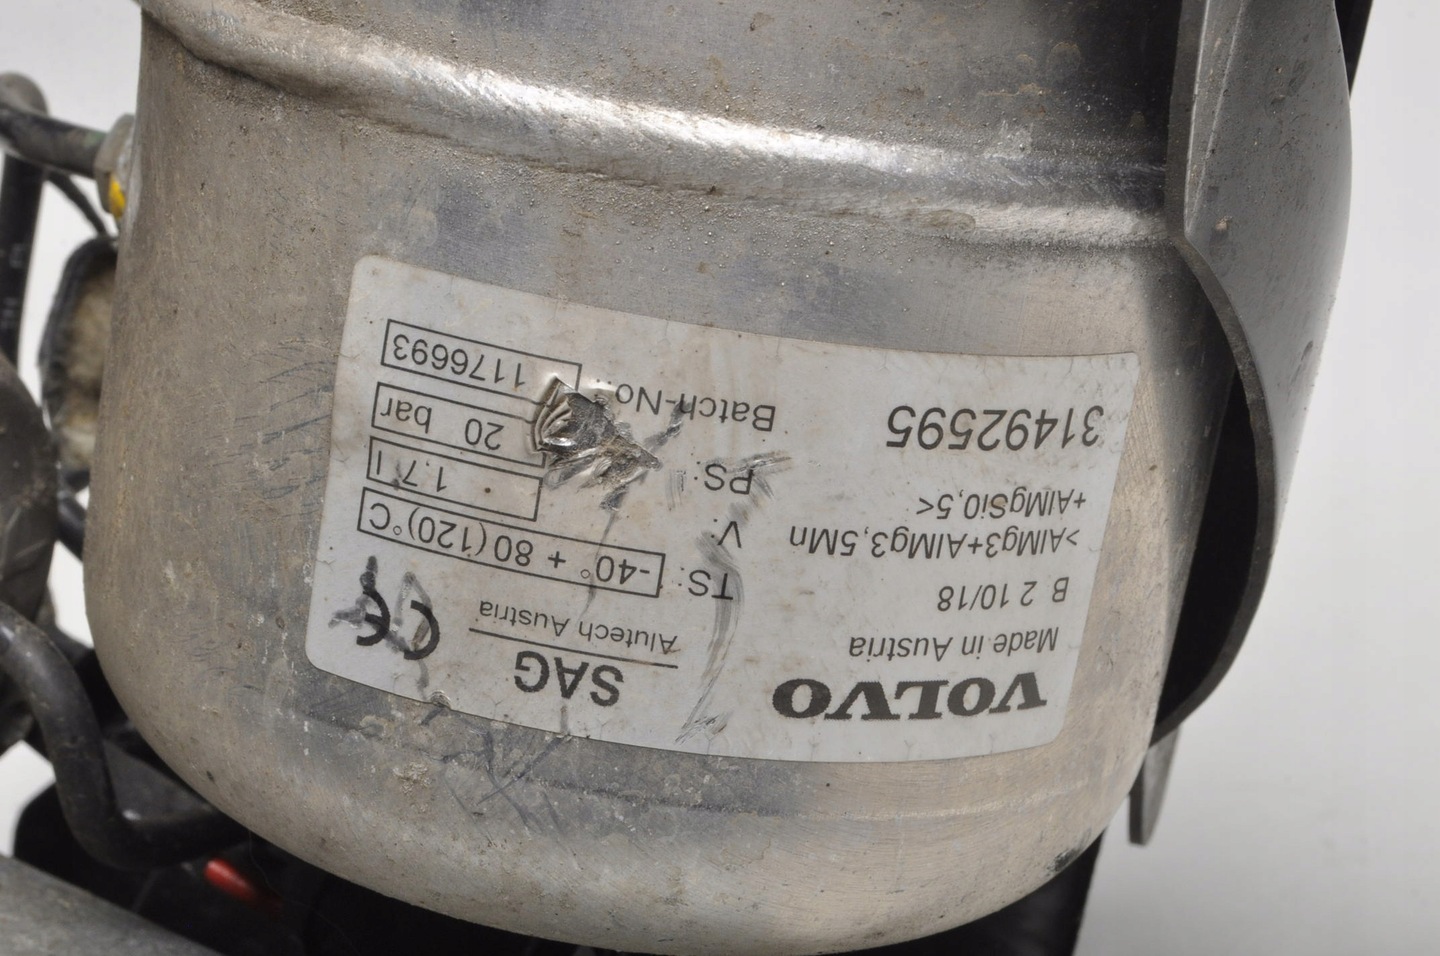 VOLVO
Made in Austria
B 2 10/18
>AlMg3+AlMg3,5Mn
+AlMgSi0,5<
31492595
SAG
Alutech Austria
CE
TS: -40° + 80 (120)°C
V: 1.7 l
PS: 20 bar
Batch-No.: 1176693